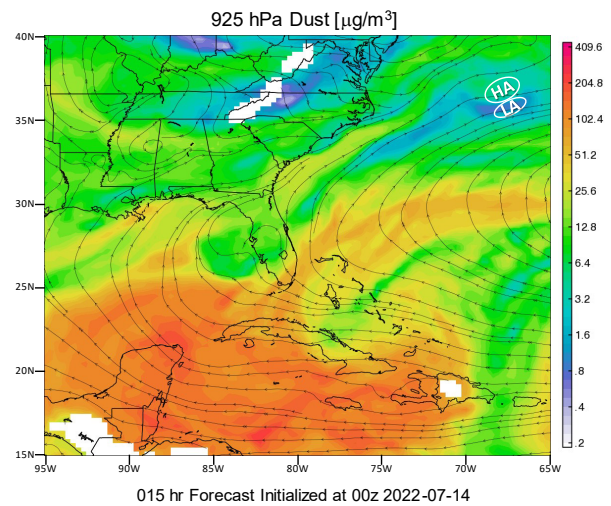 925 hPa Dust [μg/m³]
40N
35N
30N
25N
20N
15N
95W
90W
85W
80W
75W
70W
65W
HA
LA
409.6
204.8
102.4
51.2
25.6
12.8
6.4
3.2
1.6
.8
.4
.2
015 hr Forecast Initialized at 00z 2022-07-14